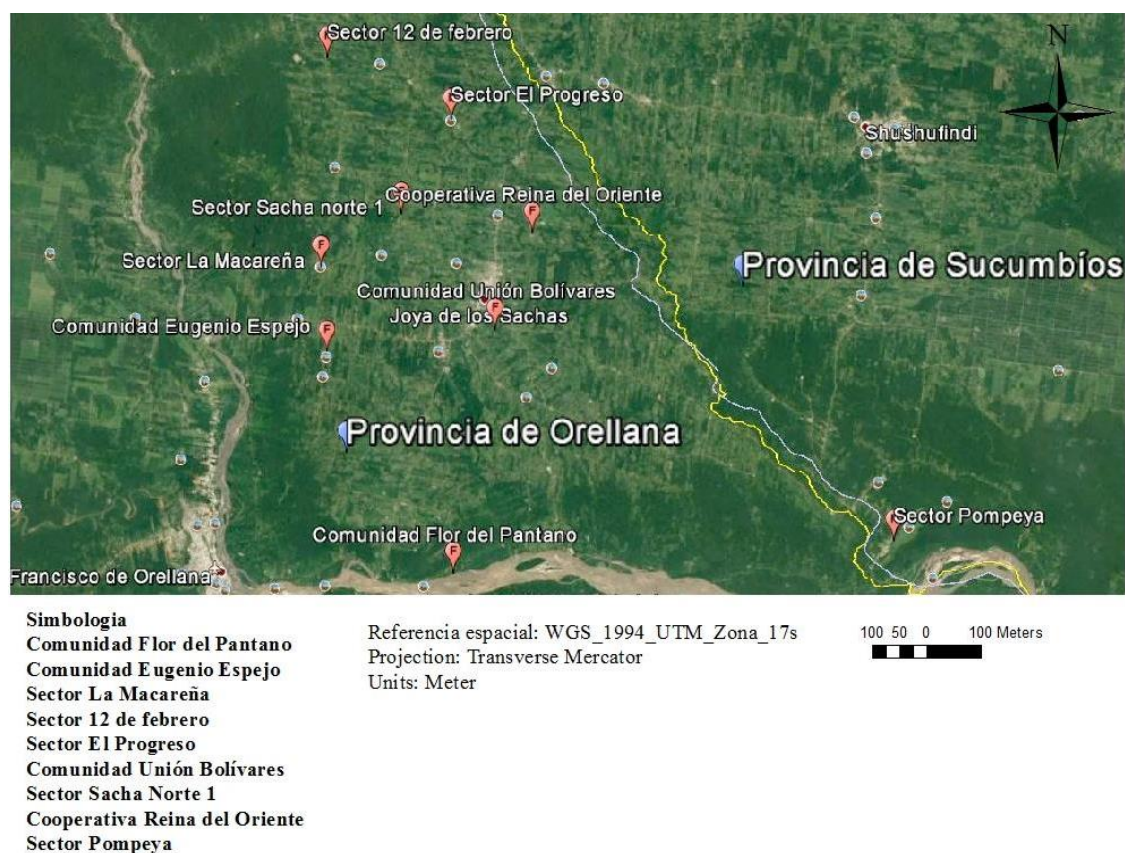 Sector 12 de febrero
N
Sector El Progreso
Shushufindi
Cooperativa Reina del Oriente
Sector Sacha norte 1
Sector La Macareña
Provincia de Sucumbíos
Comunidad Unión Bolívares
Joya de los Sachas
Comunidad Eugenio Espejo
Provincia de Orellana
Sector Pompeya
Comunidad Flor del Pantano
Francisco de Orellana
Simbologia
Comunidad Flor del Pantano
Comunidad Eugenio Espejo
Sector La Macareña
Sector 12 de febrero
Sector El Progreso
Comunidad Unión Bolívares
Sector Sacha Norte 1
Cooperativa Reina del Oriente
Sector Pompeya
Referencia espacial: WGS_1994_UTM_Zona_17s
Projection: Transverse Mercator
Units: Meter
100 50 0 100 Meters